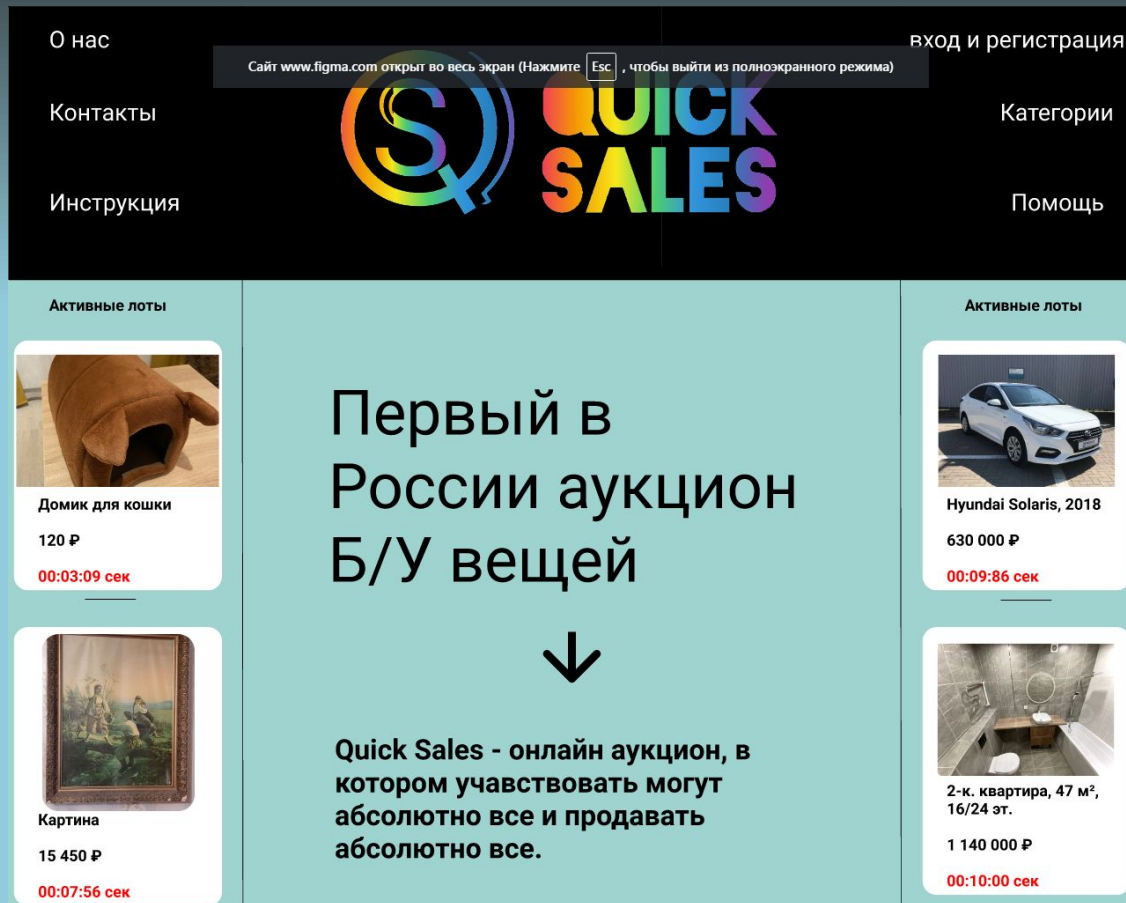 О нас
вход и регистрация
Сайт www.figma.com открыт во весь экран (Нажмите Esc , чтобы выйти из полноэкранного режима)
QUICK
Контакты
Категории
SALES
Инструкция
Помощь
Активные лоты
Домик для кошки
120 ₽
00:03:09 сек
Картина
15 450 ₽
00:07:56 сек
Первый в
России аукцион
Б/У вещей
Quick Sales - онлайн аукцион, в
котором учавствовать могут
абсолютно все и продавать
абсолютно все.
Активные лоты
Hyundai Solaris, 2018
630 000 ₽
00:09:86 сек
2-к. квартира, 47 м²,
16/24 эт.
1 140 000 ₽
00:10:00 сек